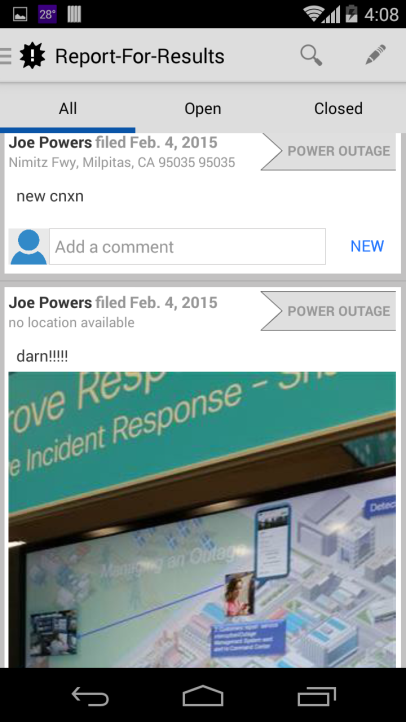 28°
4:08
Report-For-Results
All
Open
Closed
Joe Powers filed Feb. 4, 2015
POWER OUTAGE
Nimitz Fwy, Milpitas, CA 95035 95035
new cnxn
Add a comment
NEW
Joe Powers filed Feb. 4, 2015
POWER OUTAGE
no location available
darn!!!!!
rove Resp
e Incident Response -
Detec
Managing an Outage